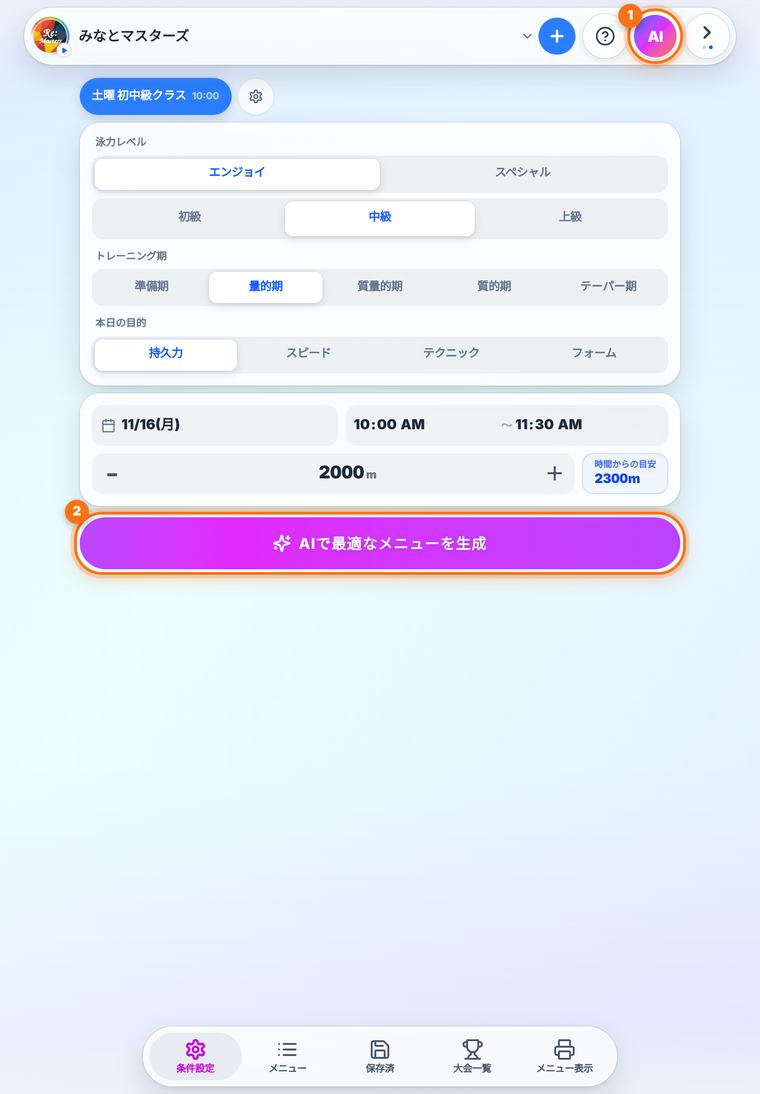 Re:
Masters
みなとマスターズ
1
AI
土曜 初中級クラス 10:00
泳力レベル
エンジョイ スペシャル
初級 中級 上級
トレーニング期
準備期 量的期 質量的期 質的期 テーパー期
本日の目的
持久力 スピード テクニック フォーム
11/16(月) 10:00 AM 〜 11:30 AM
− 2000 m +
時間からの目安
2300m
2
AIで最適なメニューを生成
条件設定 メニュー 保存済 大会一覧 メニュー表示